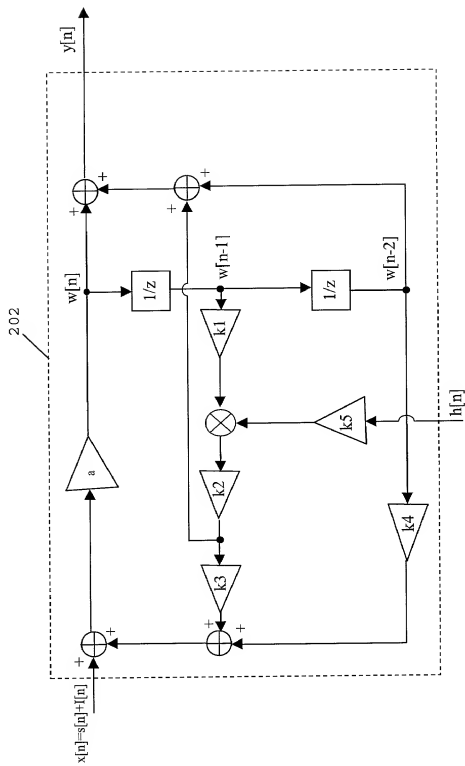 202
x[n]=s[n]+I[n]
+
+
a
w[n]
+
+
y[n]
1/z
+
+
w[n-1]
k1
1/z
w[n-2]
k2
k3
+
+
k5
k4
h[n]